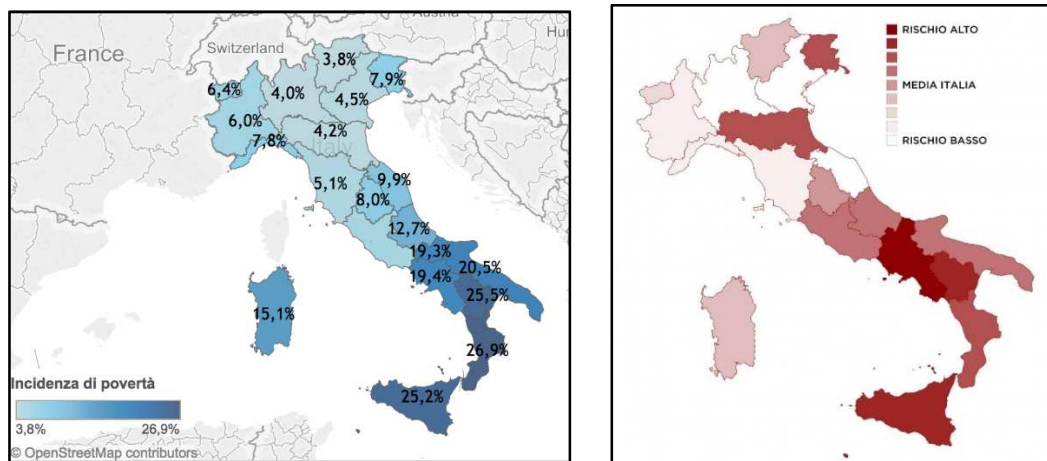 France
Switzerland
Austria
Hu
3,8%
7,9%
6,4%
4,0%
4,5%
6,0%
4,2%
7,8%
Italy
5,1%
9,9%
8,0%
12,7%
19,3%
20,5%
19,4%
25,5%
15,1%
26,9%
25,2%
Incidenza di povertà
3,8% 26,9%
© OpenStreetMap contributors
RISCHIO ALTO
MEDIA ITALIA
RISCHIO BASSO